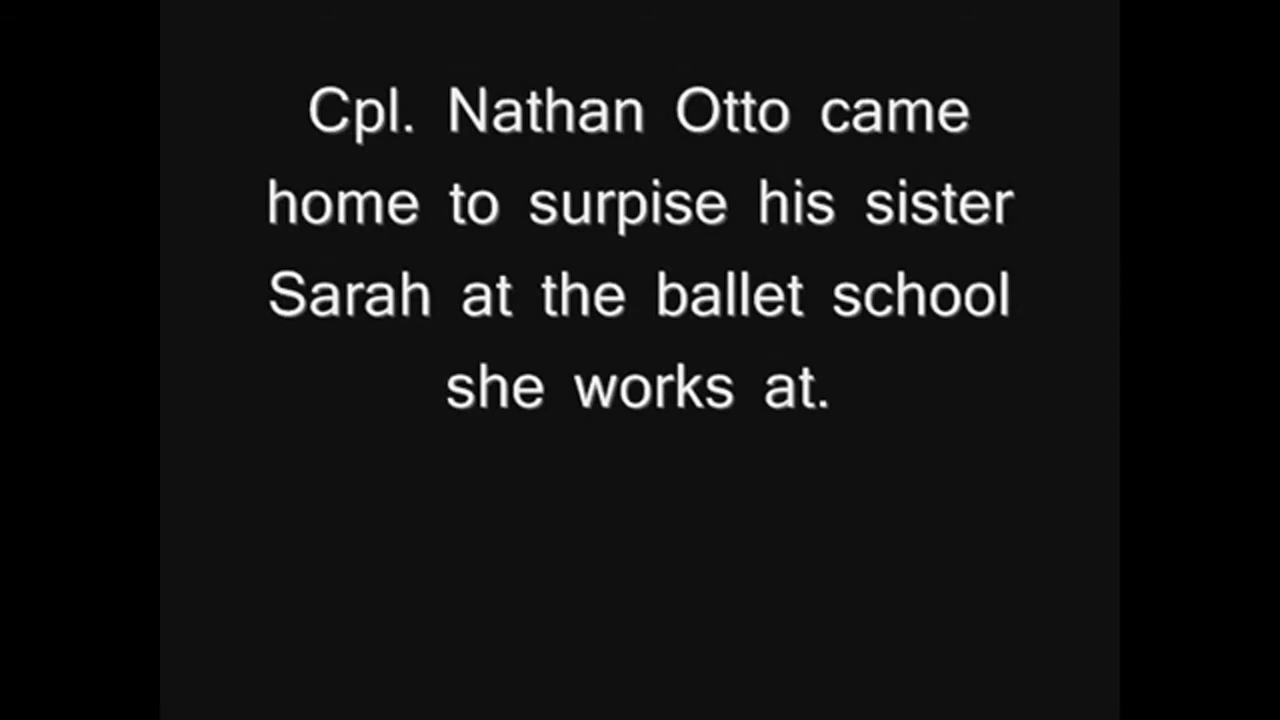 Cpl. Nathan Otto came
home to surpise his sister
Sarah at the ballet school
she works at.